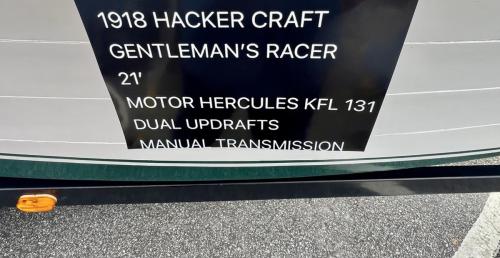 1918 HACKER CRAFT
GENTLEMAN'S RACER
21'
MOTOR HERCULES KFL 131
DUAL UPDRAFTS
MANUAL TRANSMISSION